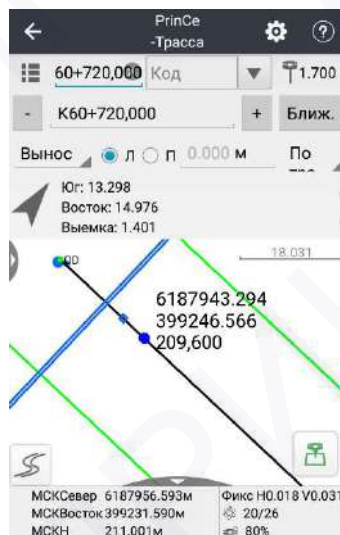 PrinCe
-Трасса
60+720,000 Код 1.700
- K60+720,000 + Ближ.
Вынос Л П 0.000 м По
Юг: 13.298
Восток: 14.976
Выемка: 1.401
18.031
6187943.294
399246.566
209,600
МСКСевер 6187956.593м Фикс H0.018 V0.031
МСКВосток 399231.590м 20/26
МСКН 211.001м 80%